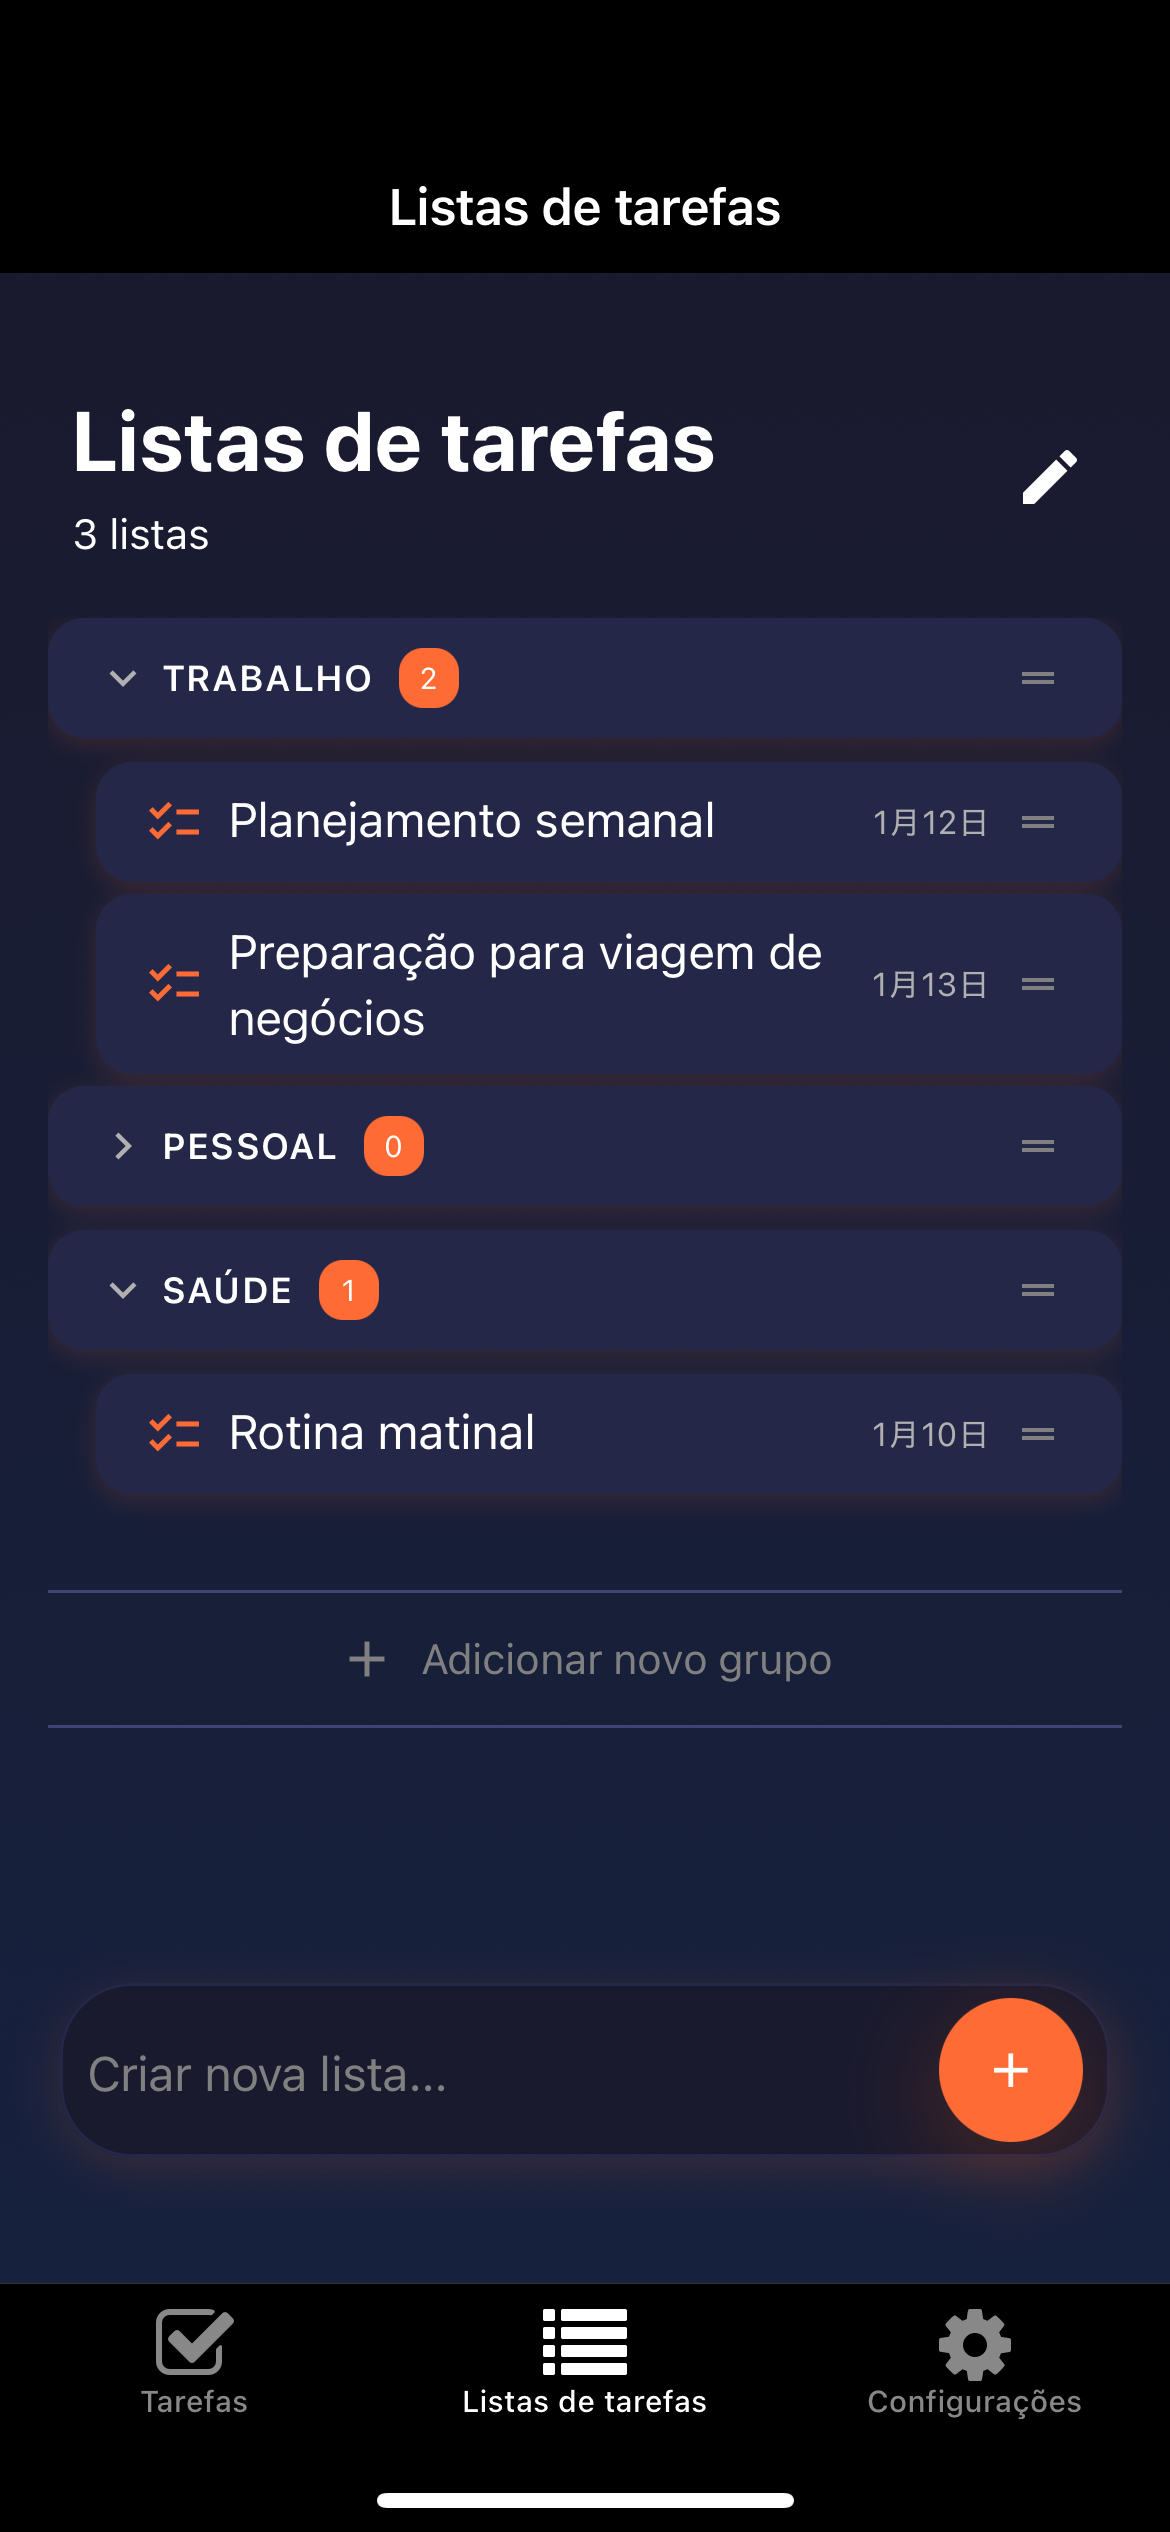 Listas de tarefas
Listas de tarefas
3 listas
TRABALHO 2
Planejamento semanal 1月12日
Preparação para viagem de
negócios 1月13日
PESSOAL 0
SAÚDE 1
Rotina matinal 1月10日
Adicionar novo grupo
Criar nova lista...
Tarefas Listas de tarefas Configurações